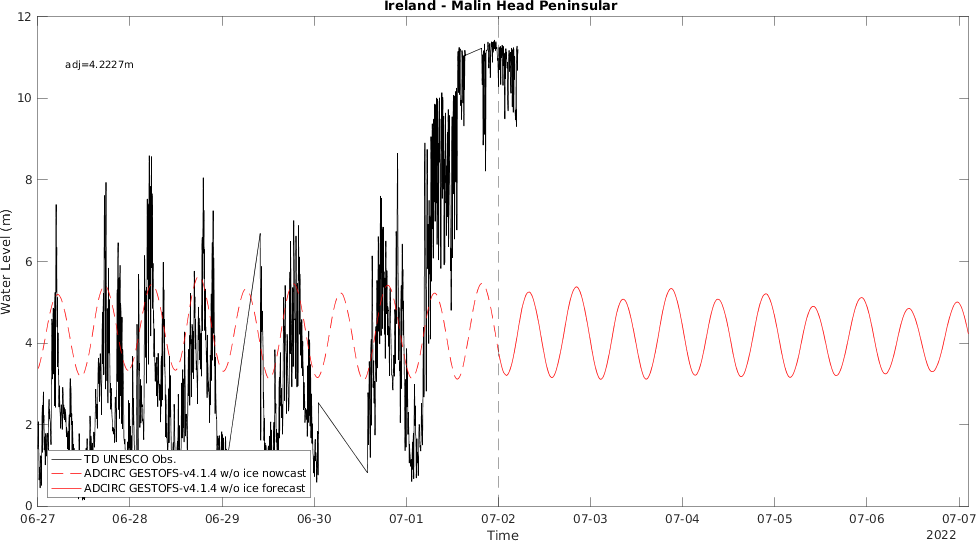 Ireland - Malin Head Peninsular
adj=4.2227m
12
10
8
6
4
2
0
Water Level (m)
TD UNESCO Obs.
ADCIRC GESTOFS-v4.1.4 w/o ice nowcast
ADCIRC GESTOFS-v4.1.4 w/o ice forecast
06-27 06-28 06-29 06-30 07-01 07-02 07-03 07-04 07-05 07-06 07-07
Time
2022